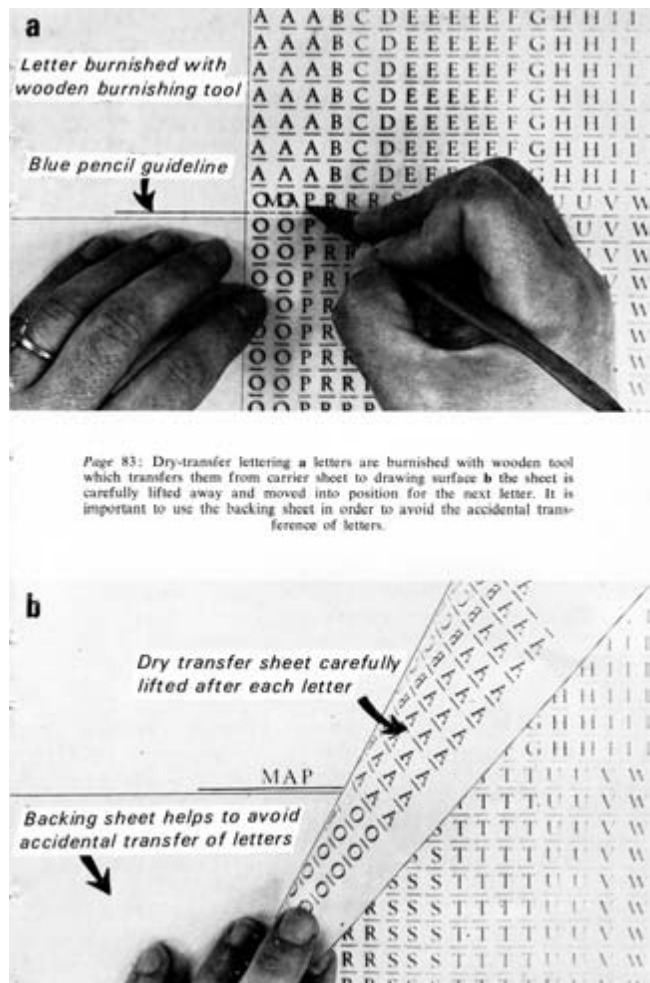 a
A A A B C D E E E E E F G H H I I
Letter burnished with
wooden burnishing tool
A A A B C D E E E E E F G H H I I
A A A B C D E E E E E F G H H I I
A A A B C D E E E E E F G H H I I
A A A B C D E E E E E F G H H I I
A A A B C D E E E E E F G H H I I
Blue pencil guideline
A A A B C D E E E E E F G H H I I
O O MAP R R R S U U V W
O O P R R U V W
O O P R V W
O O P R W
O O P R W
O O P R R W
O O P R R W
Page 83: Dry-transfer lettering a letters are burnished with wooden tool
which transfers them from carrier sheet to drawing surface b the sheet is
carefully lifted away and moved into position for the next letter. It is
important to use the backing sheet in order to avoid the accidental trans-
ference of letters.
b
Dry transfer sheet carefully
lifted after each letter
H I I
H H I I
F G H H I I
G H H I I
MAP
T T T T U U V W
Backing sheet helps to avoid
accidental transfer of letters
S T T T T U U V W
S S T T T T U U V W
S S S T T T T U U V W
R S S S T T T T U U V W
R R S S S T T T T U U V W